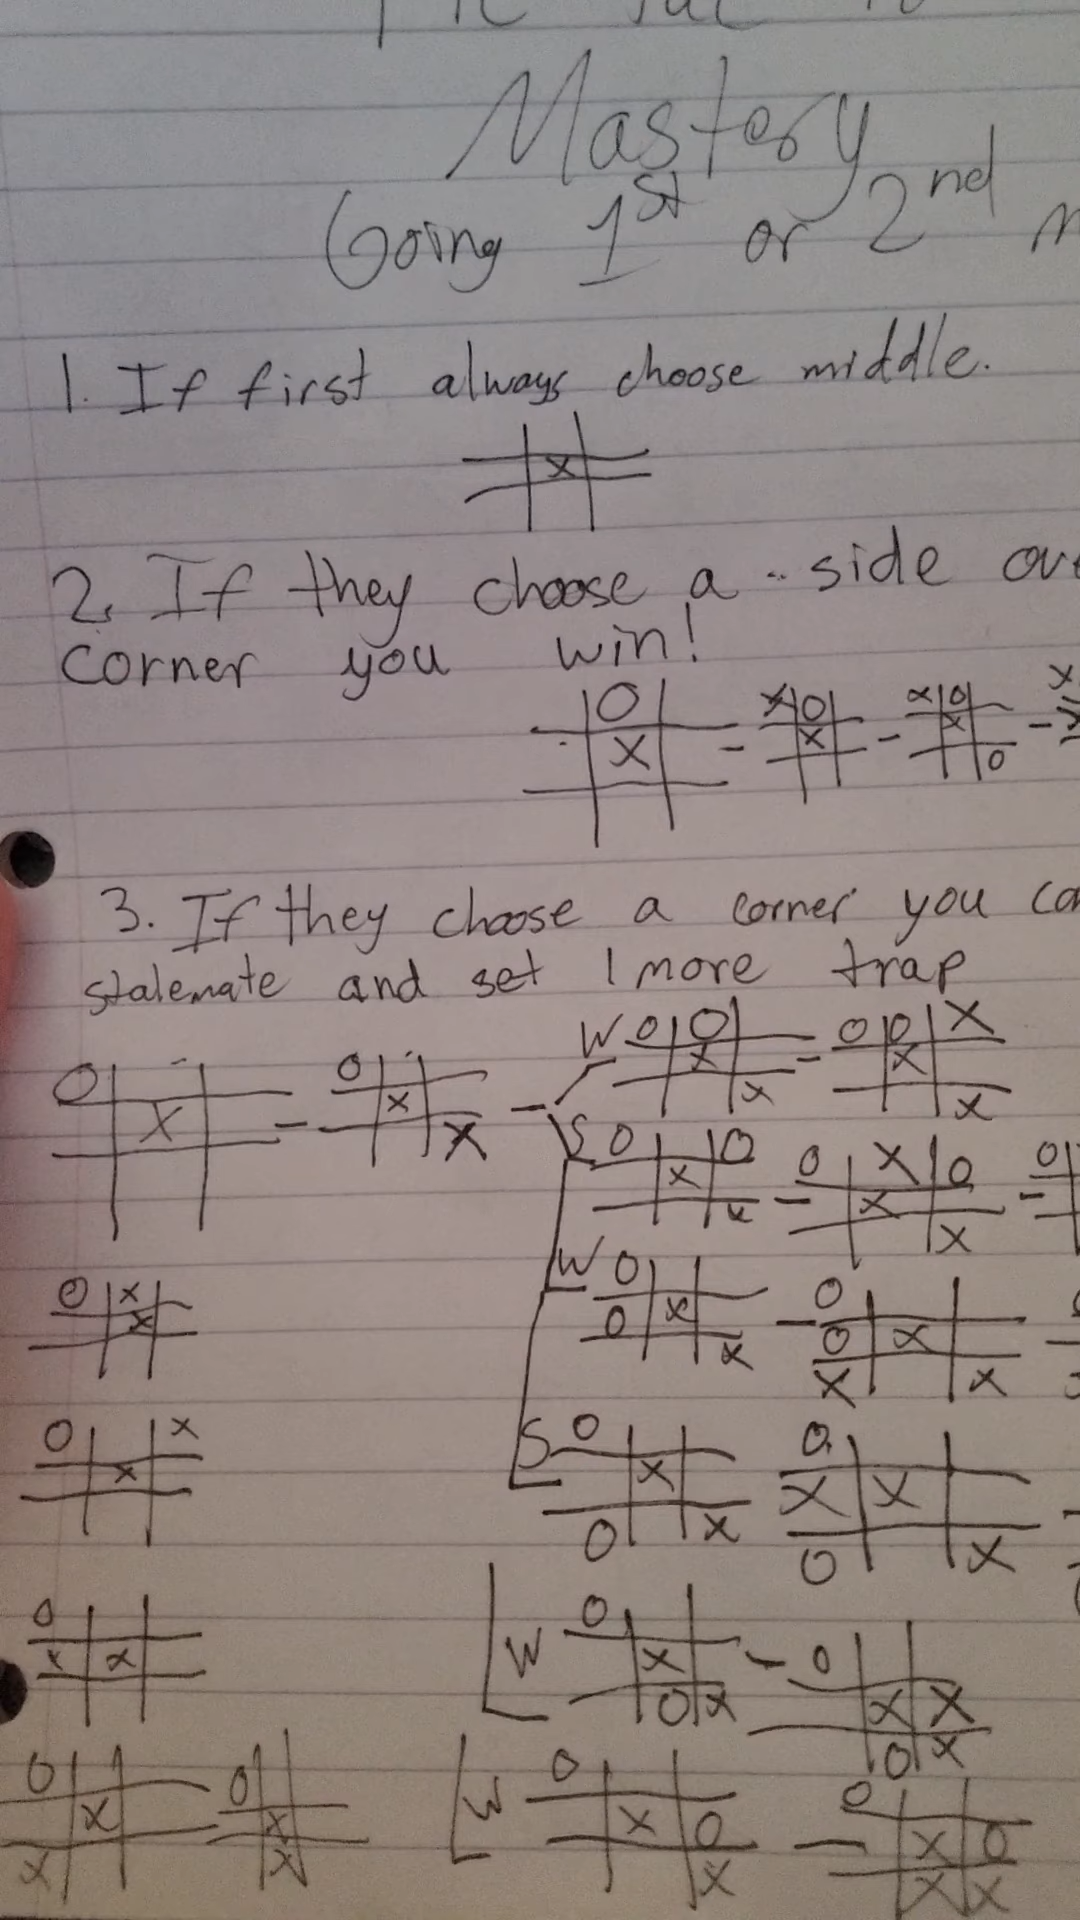 Mastery
Going 1st or 2nd
1. If first always choose middle.
X
2. If they choose a side
corner you win!
O X O X
X - X - X -
O
3. If they choose a corner you
stalemate and set 1 more trap
W O O O O X
O O X - X
X - X - X X
X S O O O X O
X - X -
X X
O X W O O
X O X - O X
X X X
O X S O O
X X X X
O X O X
O W O O
X X X - X X
O X O X
O O W O O
X X X O - X O
X X X X X